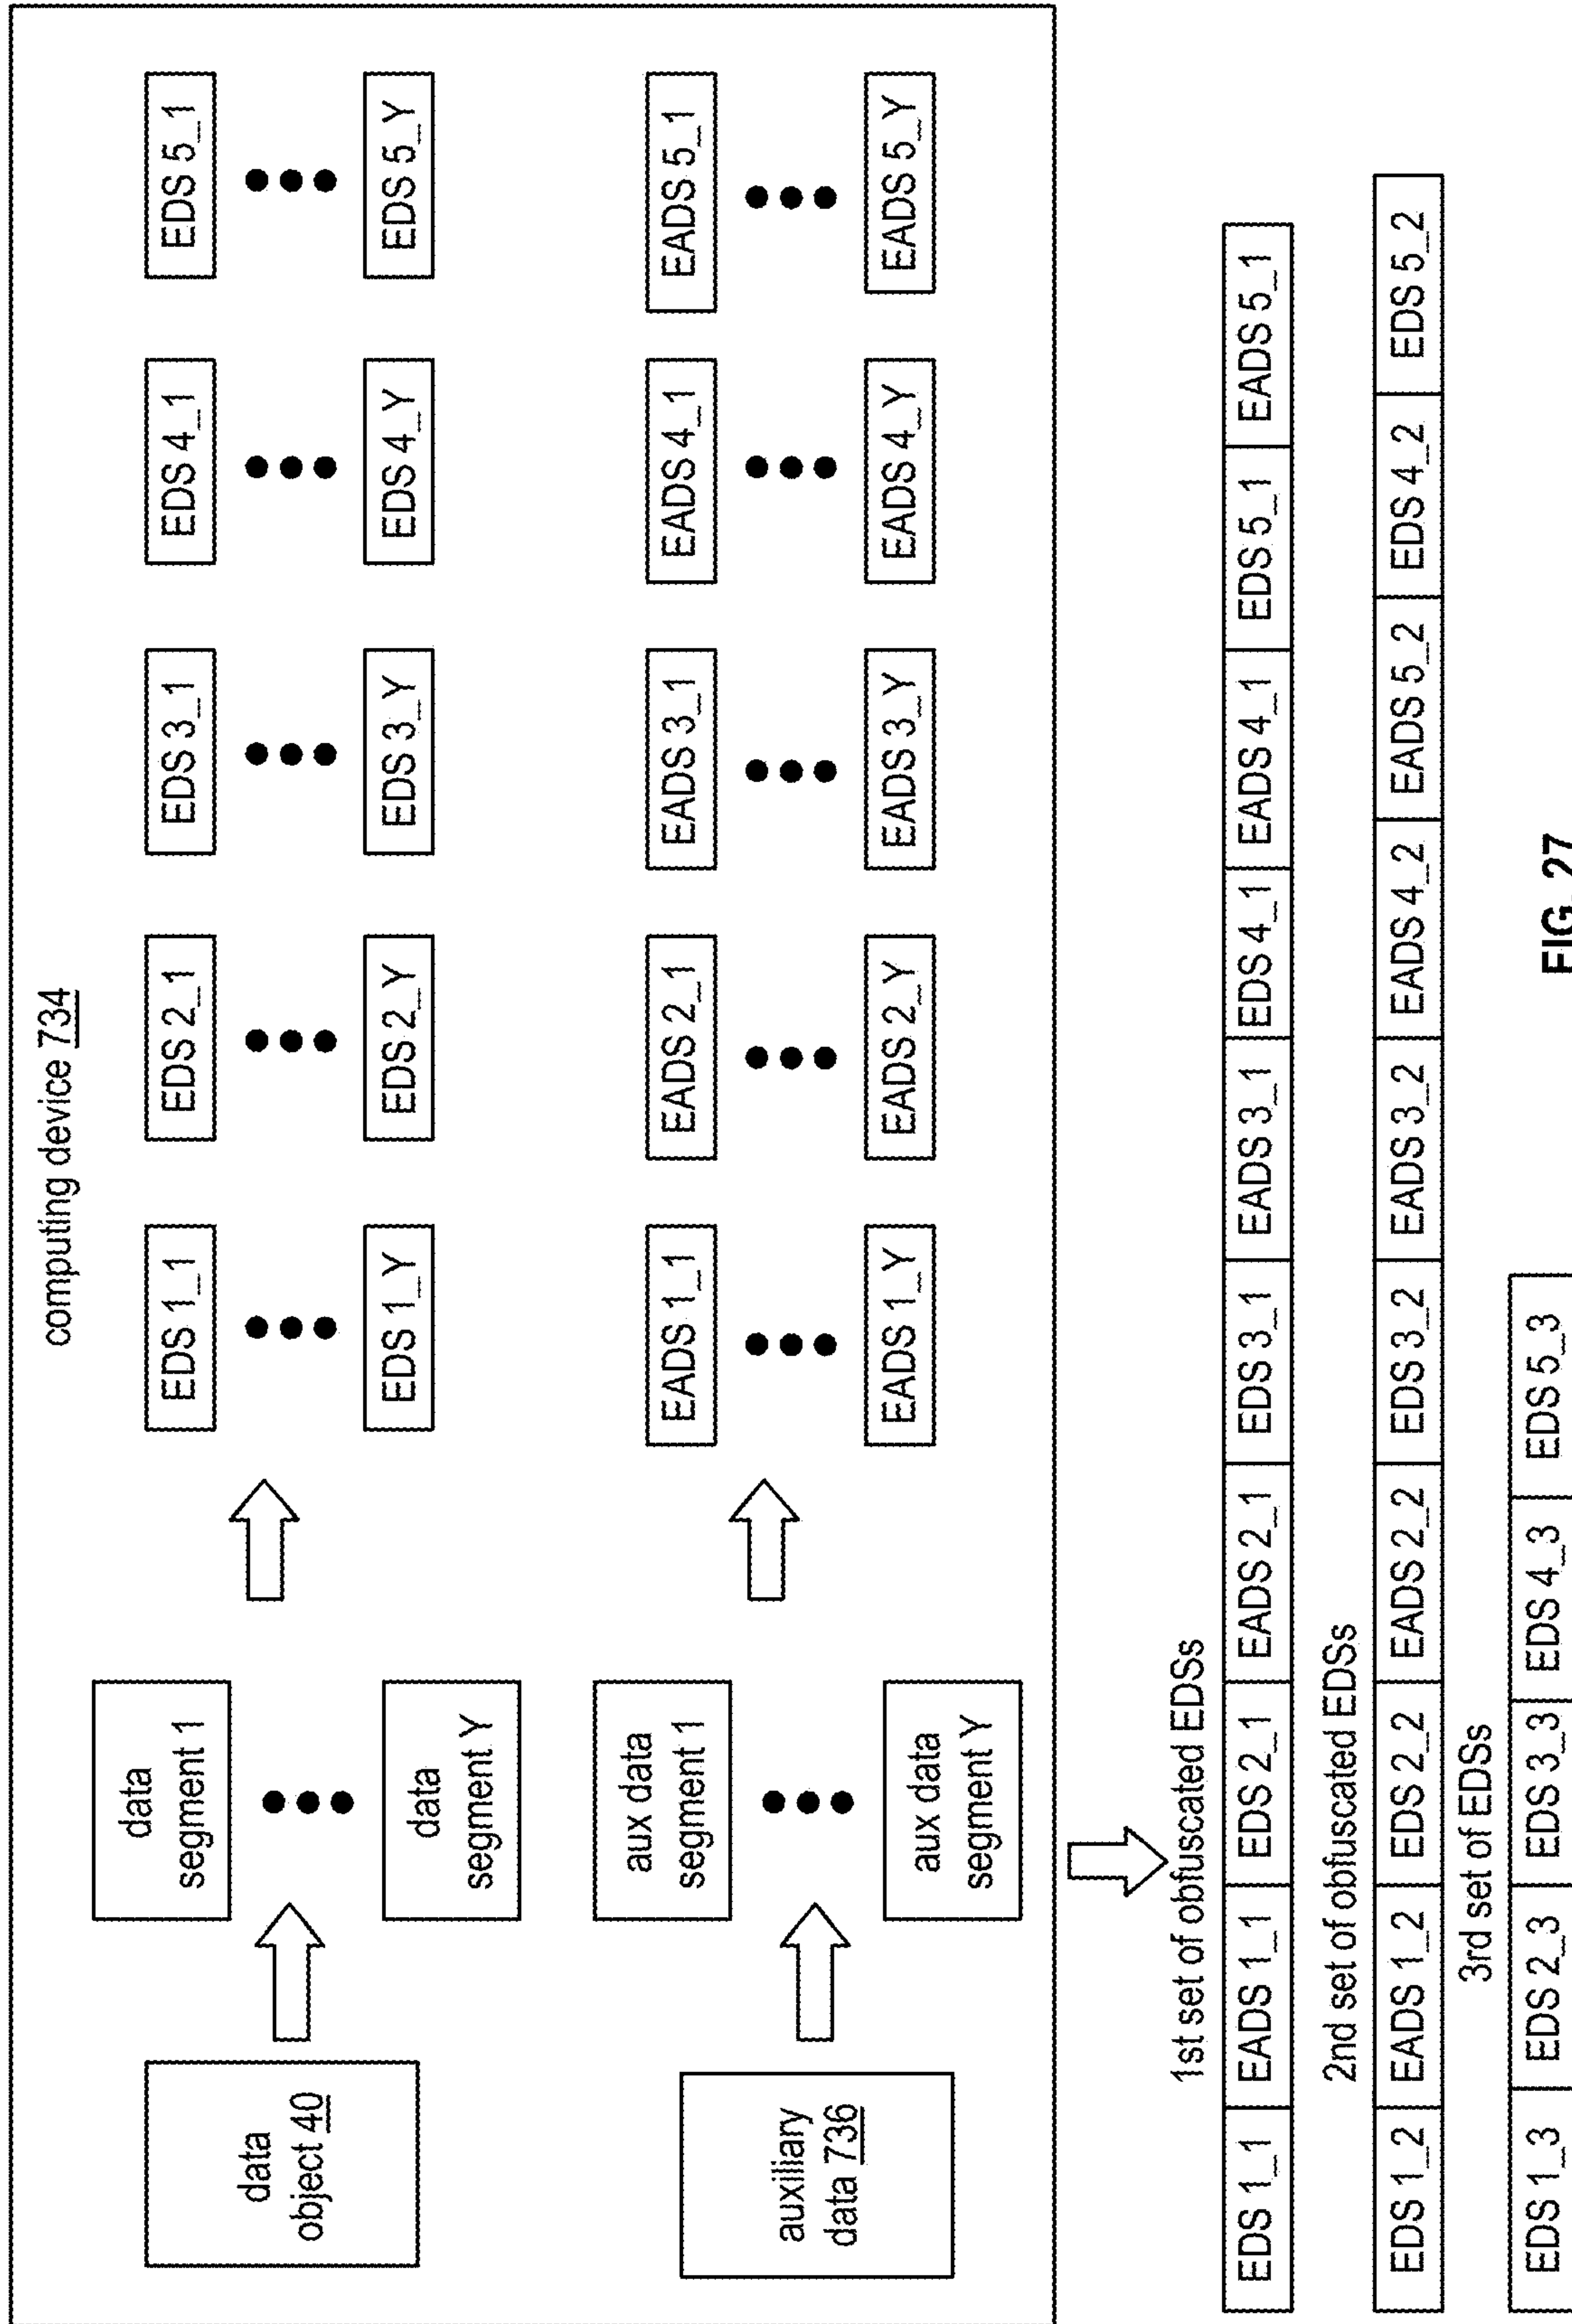 computing device 734
data
object 40
data
segment 1
data
segment Y
EDS 1_1
EDS 2_1
EDS 3_1
EDS 4_1
EDS 5_1
EDS 1_Y
EDS 2_Y
EDS 3_Y
EDS 4_Y
EDS 5_Y
auxiliary
data 736
aux data
segment 1
aux data
segment Y
EADS 1_1
EADS 2_1
EADS 3_1
EADS 4_1
EADS 5_1
EADS 1_Y
EADS 2_Y
EADS 3_Y
EADS 4_Y
EADS 5_Y
1st set of obfuscated EDSs
EDS 1_1 EADS 1_1 EDS 2_1 EADS 2_1 EDS 3_1 EADS 3_1 EDS 4_1 EADS 4_1 EDS 5_1 EADS 5_1
2nd set of obfuscated EDSs
EDS 1_2 EADS 1_2 EDS 2_2 EADS 2_2 EDS 3_2 EADS 3_2 EADS 4_2 EADS 5_2 EDS 4_2 EDS 5_2
3rd set of EDSs
EDS 1_3 EDS 2_3 EDS 3_3 EDS 4_3 EDS 5_3
FIG. 27